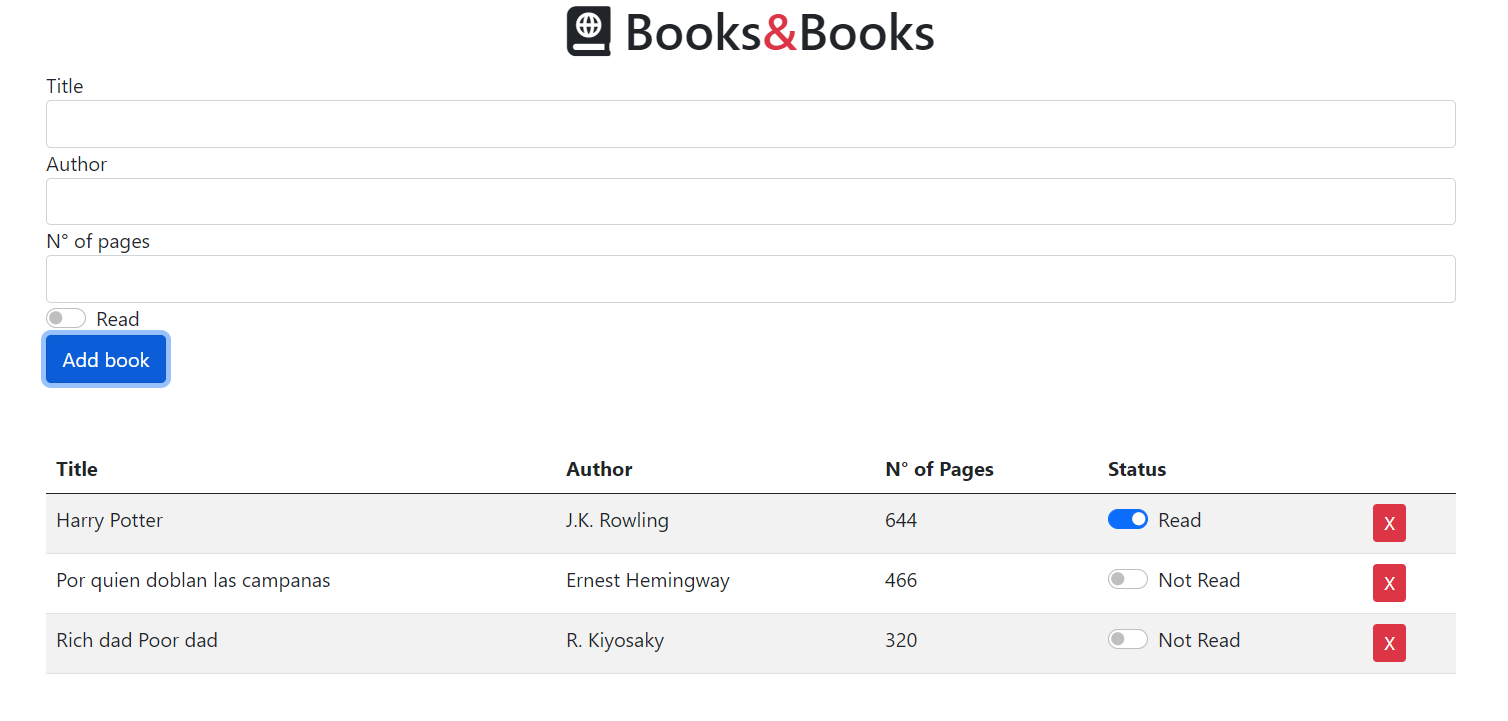 Books&Books
Title
Author
N° of pages
Read
Add book
Title Author N° of Pages Status
Harry Potter J.K. Rowling 644 Read X
Por quien doblan las campanas Ernest Hemingway 466 Not Read X
Rich dad Poor dad R. Kiyosaky 320 Not Read X